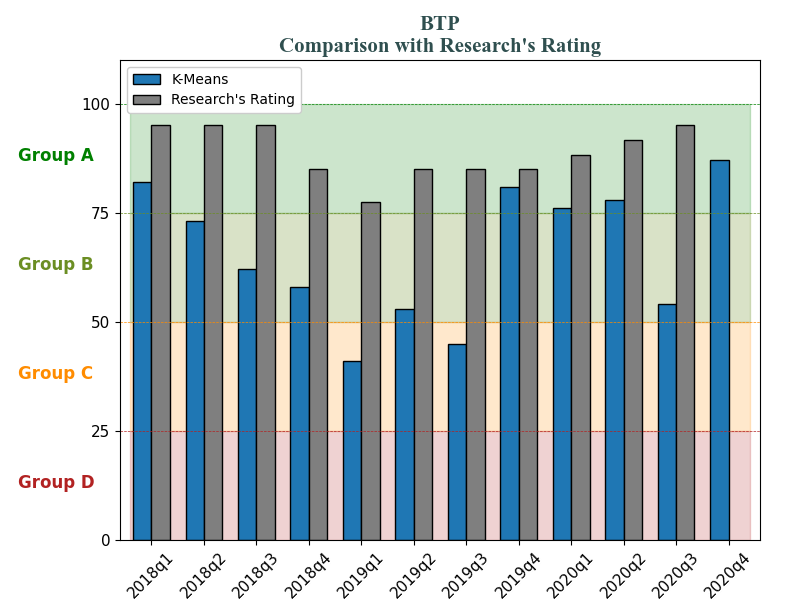 BTP
Comparison with Research's Rating
K-Means
Research's Rating
100
75
50
25
0
Group A
Group B
Group C
Group D
2018q1
2018q2
2018q3
2018q4
2019q1
2019q2
2019q3
2019q4
2020q1
2020q2
2020q3
2020q4